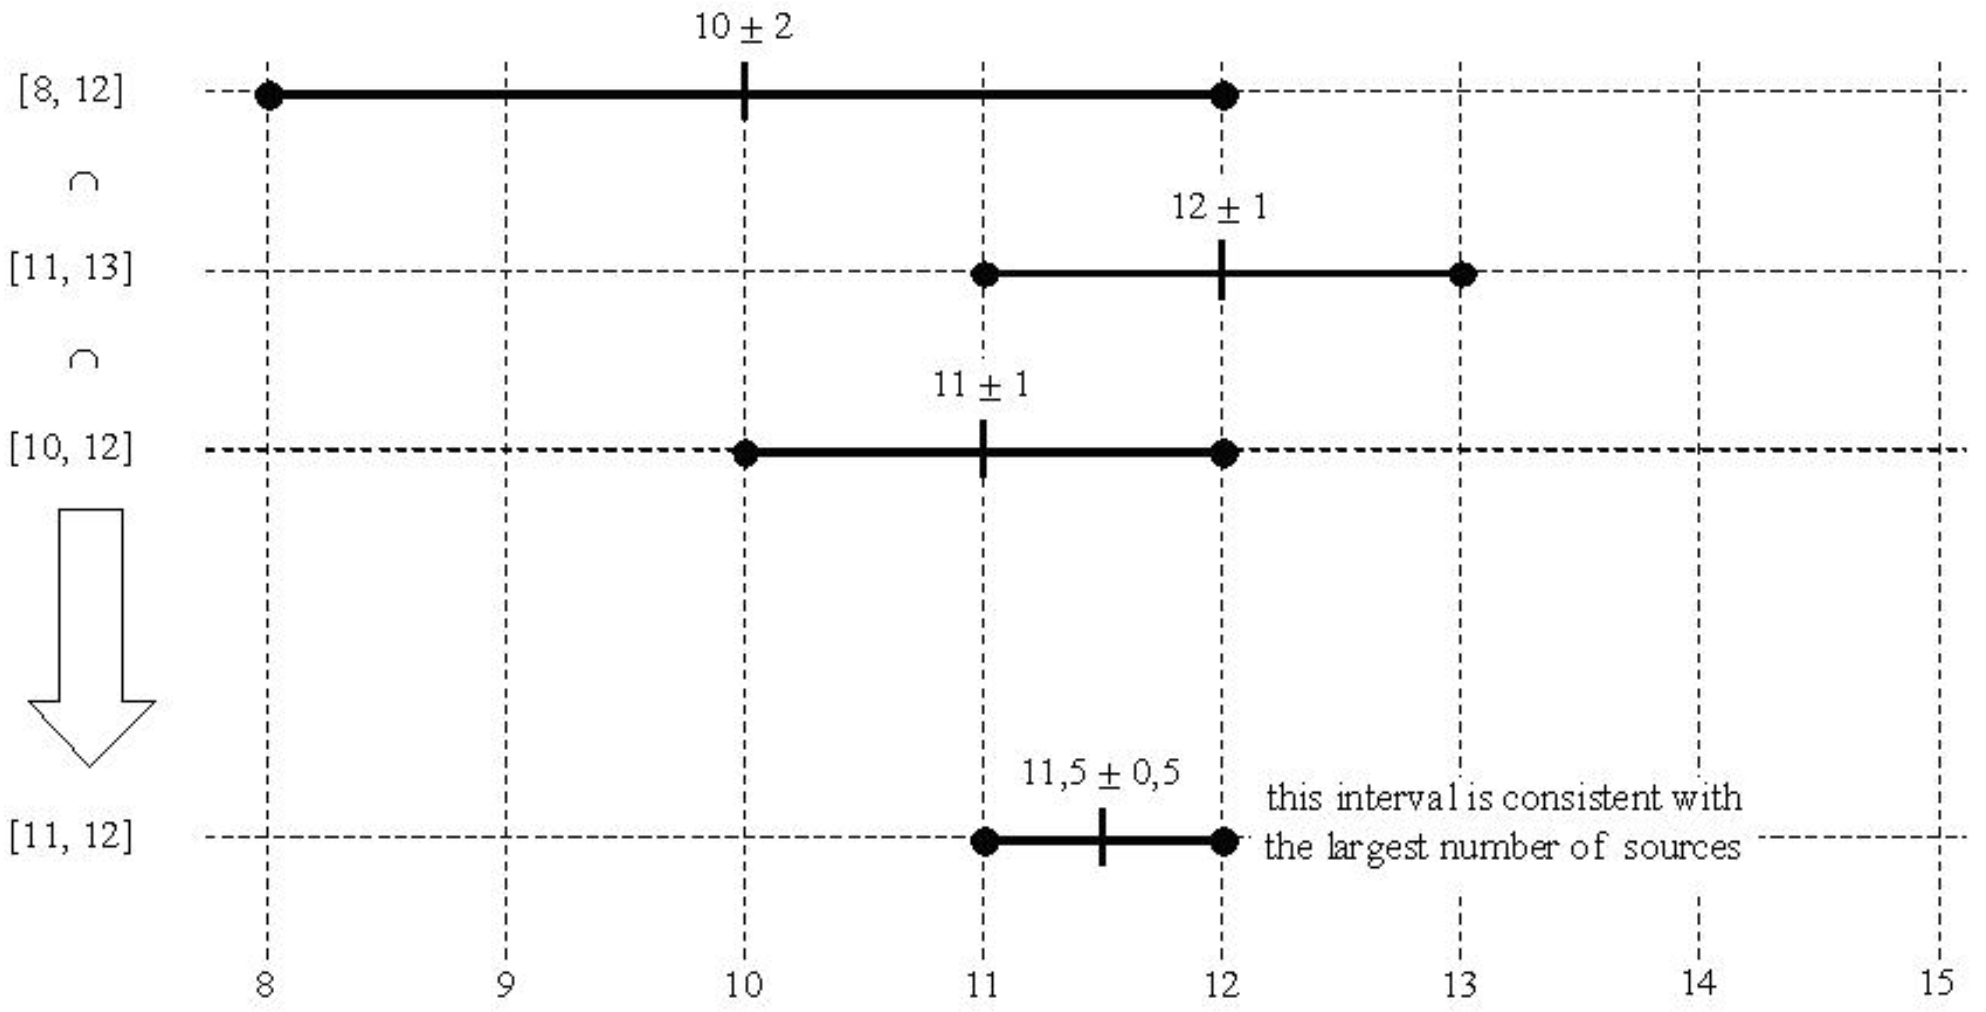 10 ± 2
[8, 12]
∩
12 ± 1
[11, 13]
∩
11 ± 1
[10, 12]
11,5 ± 0,5
this interval is consistent with
[11, 12]
the largest number of sources
8 9 10 11 12 13 14 15